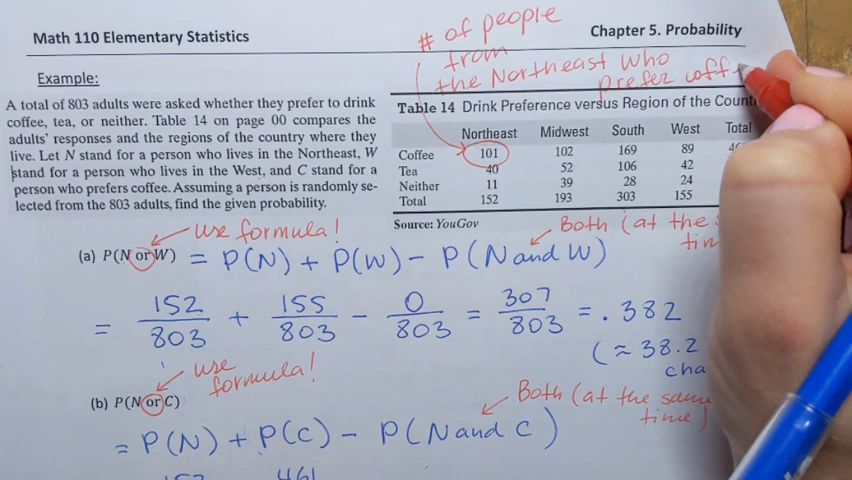 Math 110 Elementary Statistics
Chapter 5. Probability
# of people
from
the Northeast who
prefer coff
Example:
A total of 803 adults were asked whether they prefer to drink
coffee, tea, or neither. Table 14 on page 00 compares the
adults' responses and the regions of the country where they
live. Let N stand for a person who lives in the Northeast, W
stand for a person who lives in the West, and C stand for a
person who prefers coffee. Assuming a person is randomly se-
lected from the 803 adults, find the given probability.
Table 14 Drink Preference versus Region of the Count
Northeast Midwest South West Total
Coffee 101 102 169 89 46
Tea 40 52 106 42
Neither 11 39 28 24
Total 152 193 303 155
Source: YouGov
use formula!
Both (at the s
tim
(a) P(N or W) = P(N) + P(W) - P(N and W)
= 152/803 + 155/803 - 0/803 = 307/803 = .382
(≈ 38.2
cha
use
formula!
Both (at the same
time)
(b) P(N or C)
= P(N) + P(C) - P(N and C)
152 461